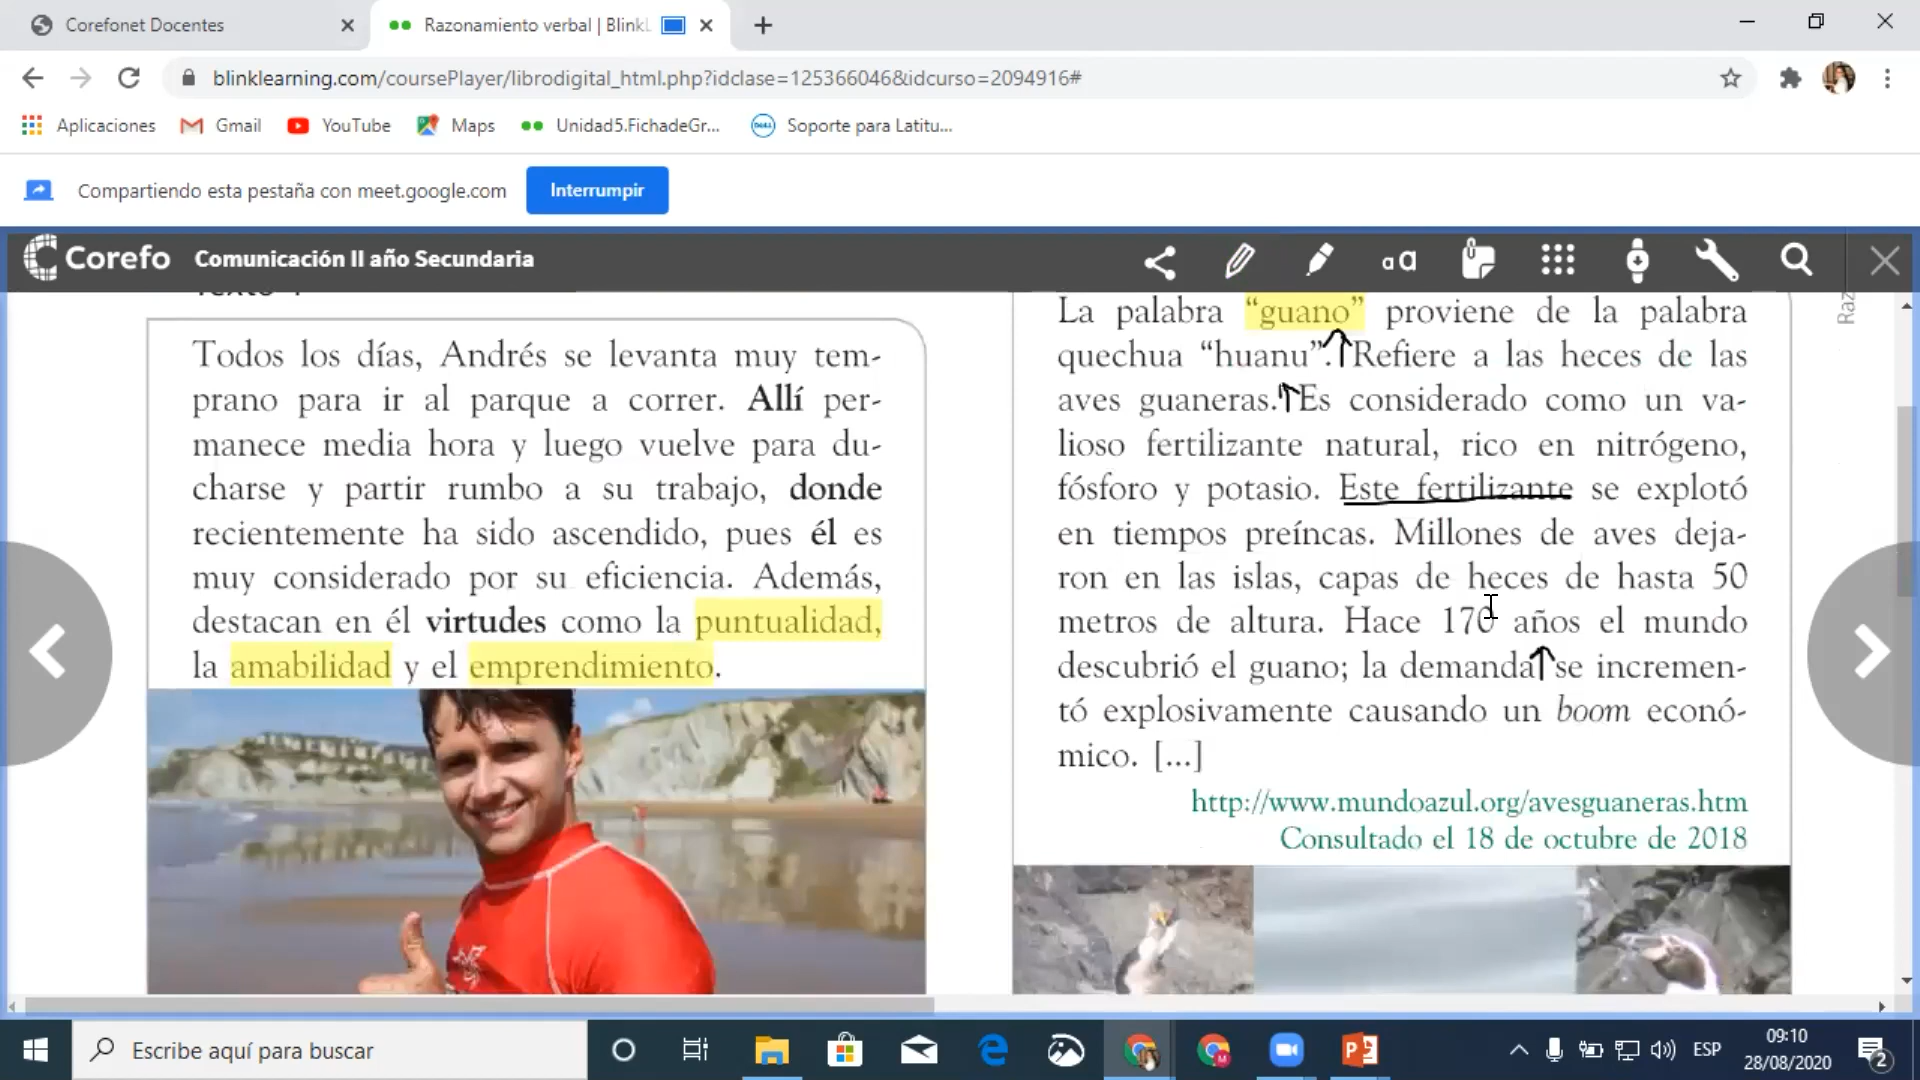 Corefonet Docentes
Razonamiento verbal | BlinkL
blinklearning.com/coursePlayer/librodigital_html.php?idclase=125366046&idcurso=2094916#
Aplicaciones
Gmail
YouTube
Maps
Unidad5.FichadeGr...
Soporte para Latitu...
Compartiendo esta pestaña con meet.google.com
Interrumpir
Corefo
Comunicación II año Secundaria
aa
Todos los días, Andrés se levanta muy tem-
prano para ir al parque a correr. Allí per-
manece media hora y luego vuelve para du-
charse y partir rumbo a su trabajo, donde
recientemente ha sido ascendido, pues él es
muy considerado por su eficiencia. Además,
destacan en él virtudes como la puntualidad,
la amabilidad y el emprendimiento.
La palabra “guano” proviene de la palabra
quechua “huanu”. Refiere a las heces de las
aves guaneras. Es considerado como un va-
lioso fertilizante natural, rico en nitrógeno,
fósforo y potasio. Este fertilizante se explotó
en tiempos preíncas. Millones de aves deja-
ron en las islas, capas de heces de hasta 50
metros de altura. Hace 170 años el mundo
descubrió el guano; la demanda se incremen-
tó explosivamente causando un boom econó-
mico. [...]
http://www.mundoazul.org/avesguaneras.htm
Consultado el 18 de octubre de 2018
Raz
Escribe aquí para buscar
ESP
09:10
28/08/2020
2